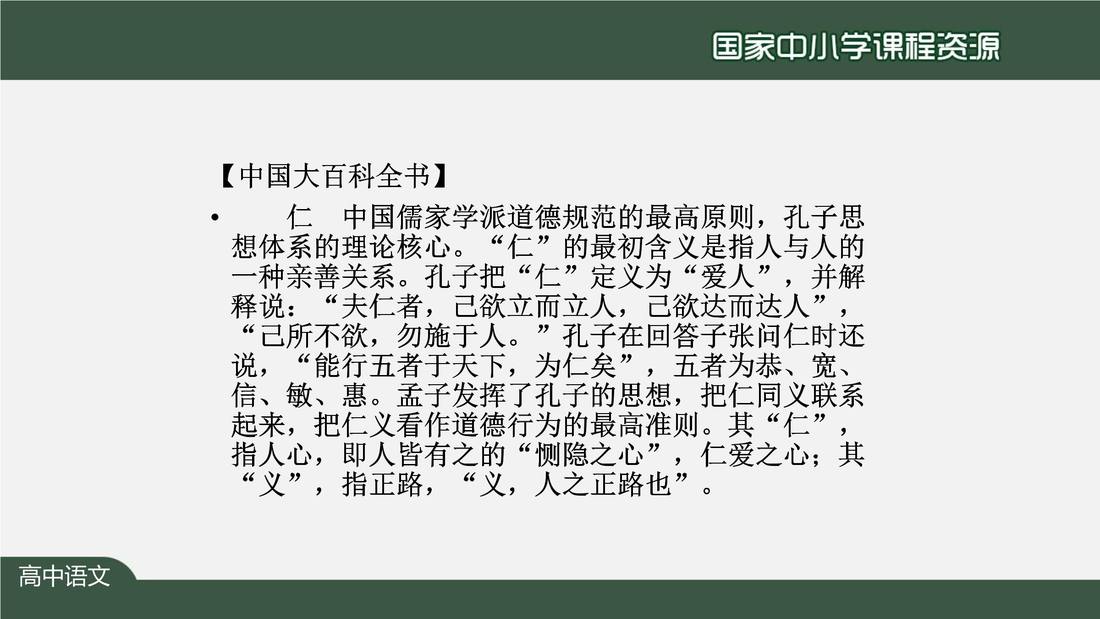 国家中小学课程资源
【中国大百科全书】
• 仁 中国儒家学派道德规范的最高原则，孔子思
想体系的理论核心。“仁”的最初含义是指人与人的
一种亲善关系。孔子把“仁”定义为“爱人”，并解
释说：“夫仁者，己欲立而立人，己欲达而达人”，
“己所不欲，勿施于人。”孔子在回答子张问仁时还
说，“能行五者于天下，为仁矣”，五者为恭、宽、
信、敏、惠。孟子发挥了孔子的思想，把仁同义联系
起来，把仁义看作道德行为的最高准则。其“仁”，
指人心，即人皆有之的“恻隐之心”，仁爱之心；其
“义”，指正路，“义，人之正路也”。
高中语文